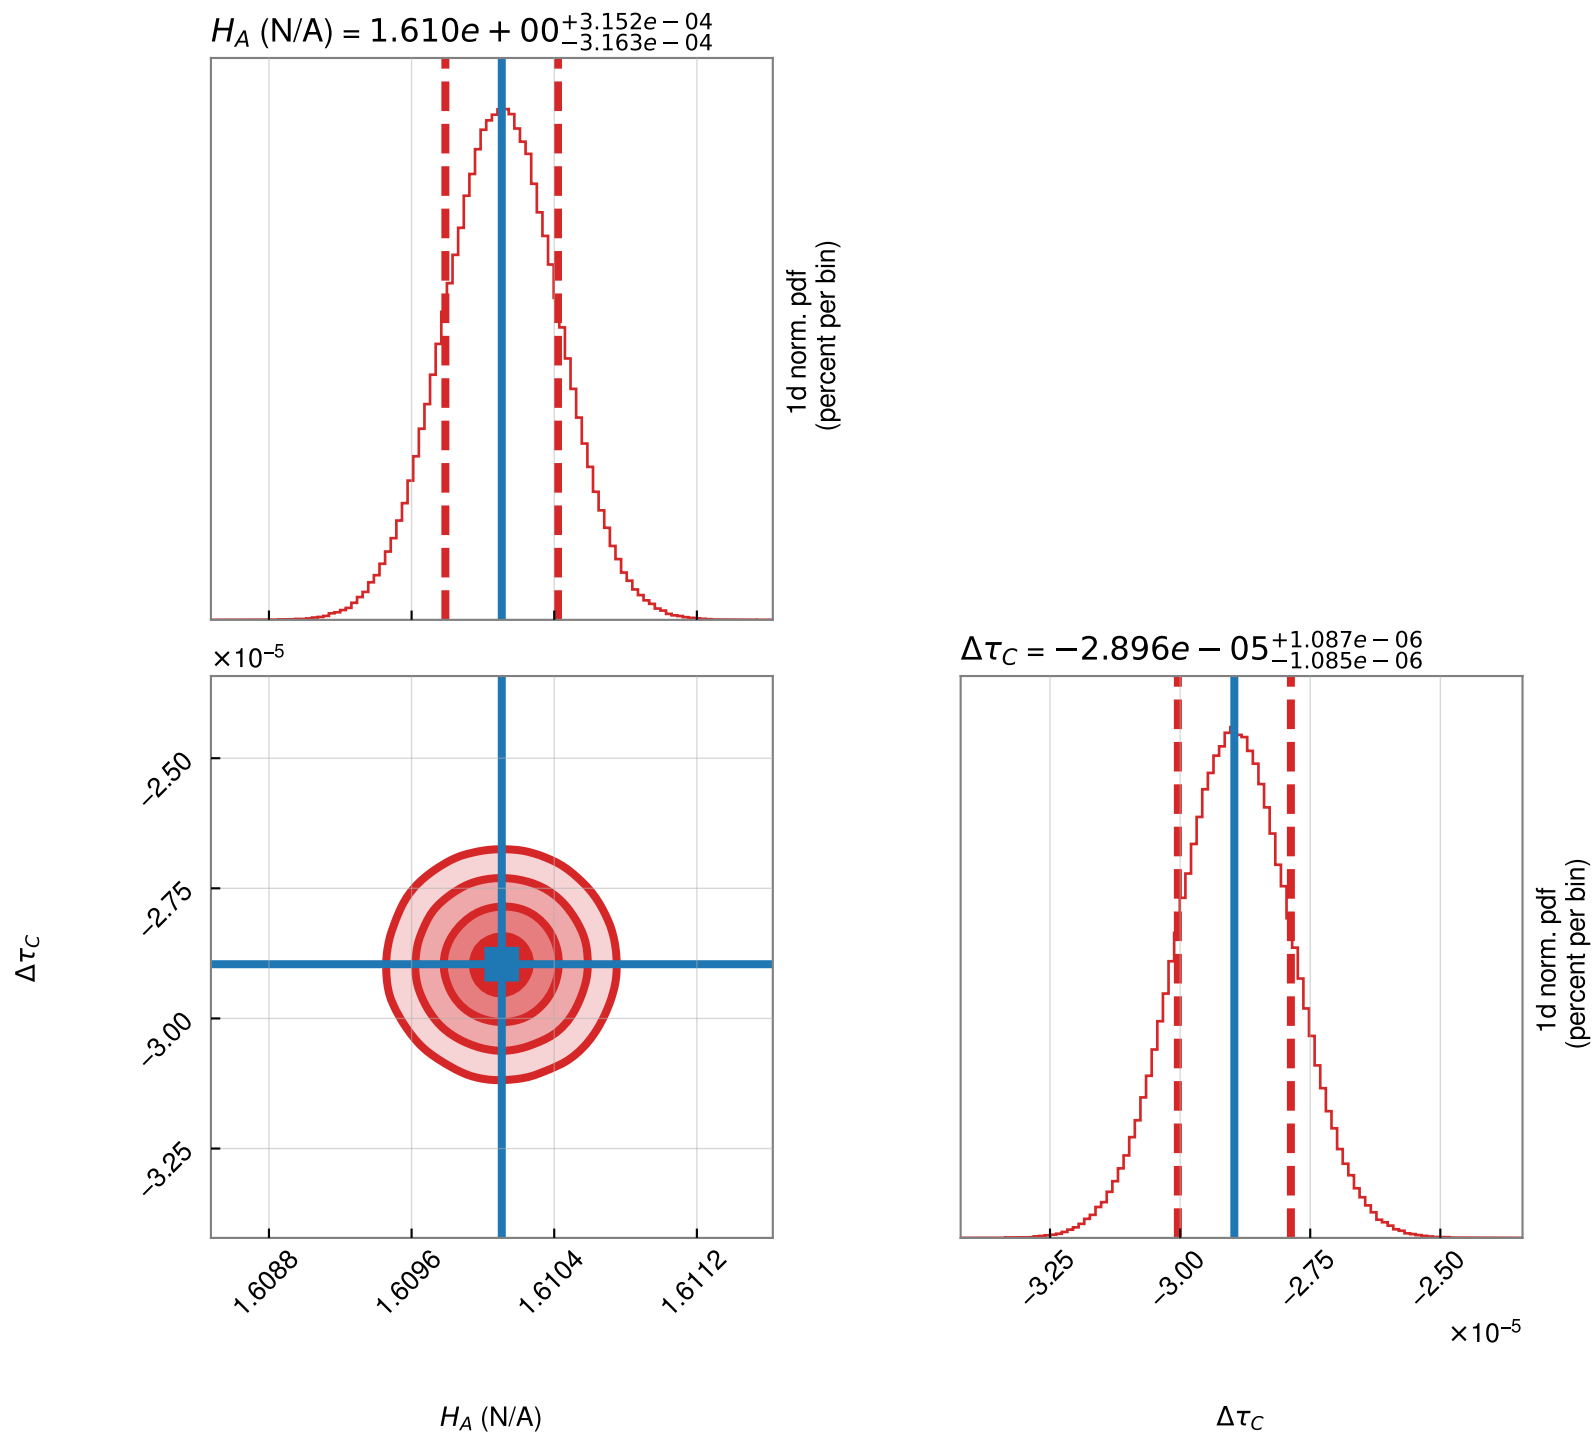 H_A (N/A) = 1.610e + 00 +3.152e − 04 −3.163e − 04
1d norm. pdf
(percent per bin)
×10−5
Δτ_C = −2.896e − 05 +1.087e − 06 −1.085e − 06
−2.50
−2.75
−3.00
−3.25
Δτ_C
1d norm. pdf
(percent per bin)
1.6088
1.6096
1.6104
1.6112
−3.25
−3.00
−2.75
−2.50
×10−5
H_A (N/A)
Δτ_C